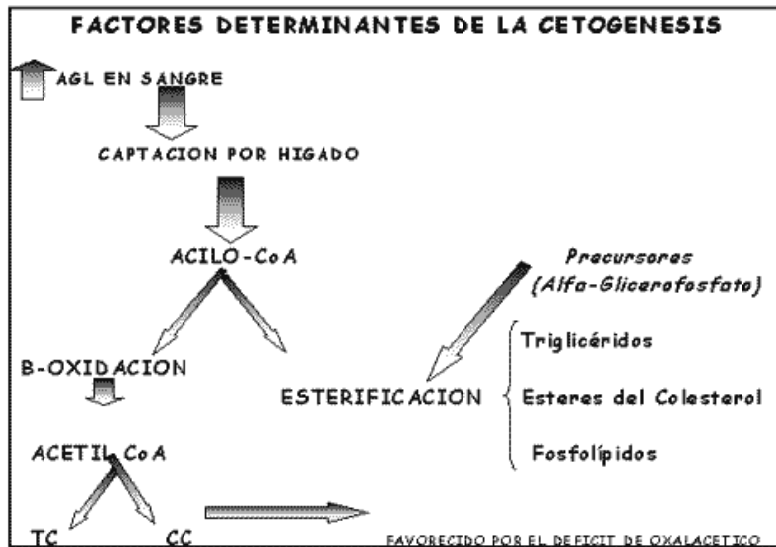 FACTORES DETERMINANTES DE LA CETOGENESIS
AGL EN SANGRE
CAPTACION POR HIGADO
ACILO-CoA
Precursores
(Alfa-Glicerofosfato)
B-OXIDACION
ESTERIFICACION
Triglicéridos
Esteres del Colesterol
Fosfolípidos
ACETIL CoA
TC
CC
FAVORECIDO POR EL DEFICIT DE OXALACETICO